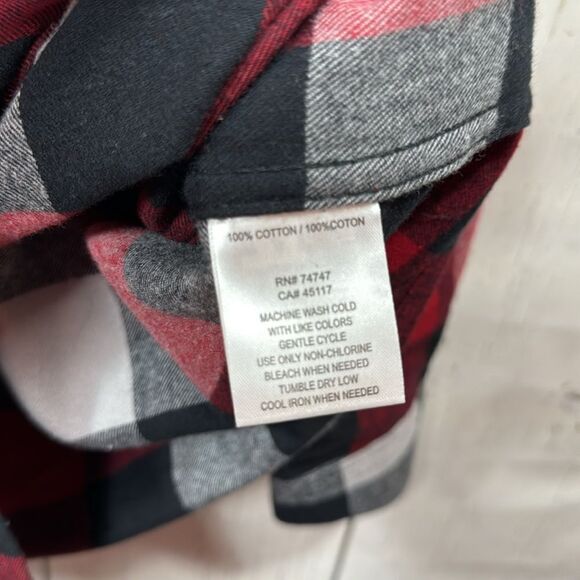 100% COTTON / 100%COTON
RN# 74747
CA# 45117
MACHINE WASH COLD
WITH LIKE COLORS
GENTLE CYCLE
USE ONLY NON-CHLORINE
BLEACH WHEN NEEDED
TUMBLE DRY LOW
COOL IRON WHEN NEEDED